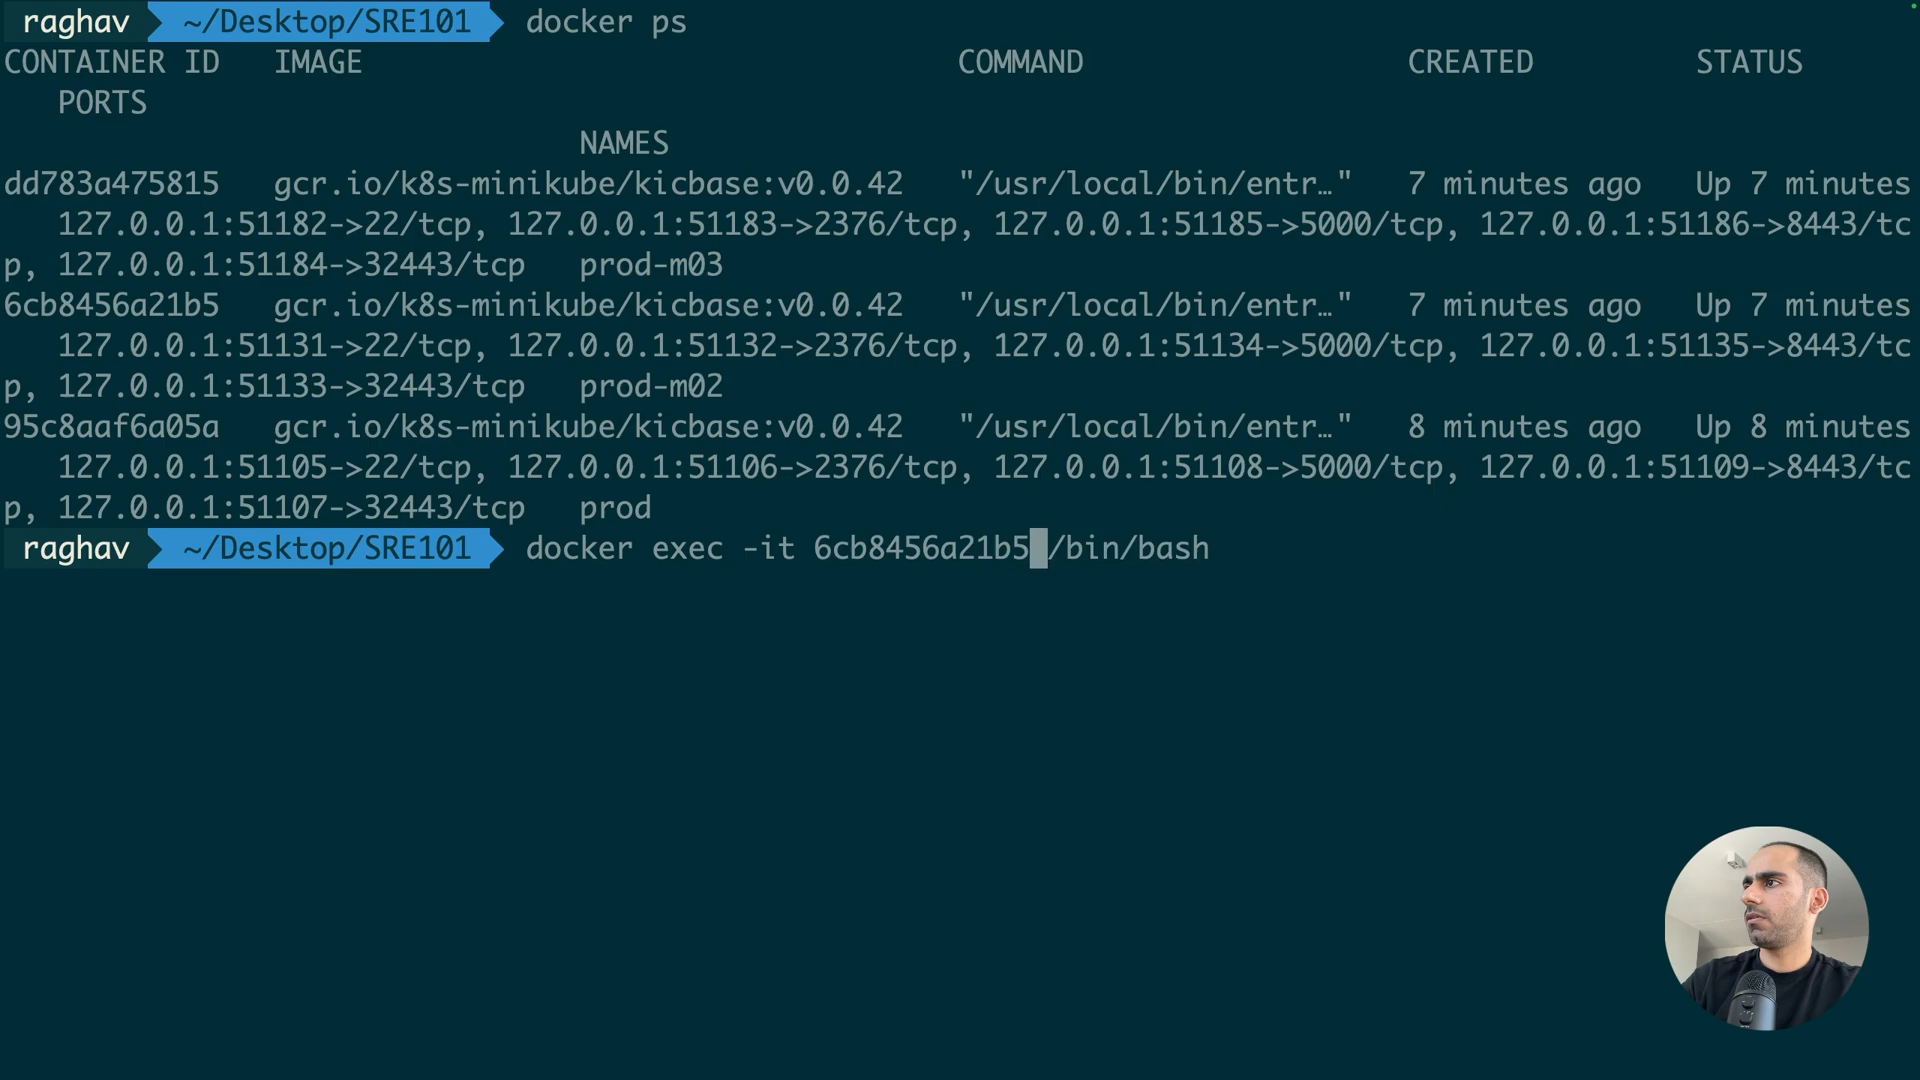 raghav ~/Desktop/SRE101 docker ps
CONTAINER ID IMAGE COMMAND CREATED STATUS
PORTS
NAMES
dd783a475815 gcr.io/k8s-minikube/kicbase:v0.0.42 "/usr/local/bin/entr…" 7 minutes ago Up 7 minutes
127.0.0.1:51182->22/tcp, 127.0.0.1:51183->2376/tcp, 127.0.0.1:51185->5000/tcp, 127.0.0.1:51186->8443/tc
p, 127.0.0.1:51184->32443/tcp prod-m03
6cb8456a21b5 gcr.io/k8s-minikube/kicbase:v0.0.42 "/usr/local/bin/entr…" 7 minutes ago Up 7 minutes
127.0.0.1:51131->22/tcp, 127.0.0.1:51132->2376/tcp, 127.0.0.1:51134->5000/tcp, 127.0.0.1:51135->8443/tc
p, 127.0.0.1:51133->32443/tcp prod-m02
95c8aaf6a05a gcr.io/k8s-minikube/kicbase:v0.0.42 "/usr/local/bin/entr…" 8 minutes ago Up 8 minutes
127.0.0.1:51105->22/tcp, 127.0.0.1:51106->2376/tcp, 127.0.0.1:51108->5000/tcp, 127.0.0.1:51109->8443/tc
p, 127.0.0.1:51107->32443/tcp prod
raghav ~/Desktop/SRE101 docker exec -it 6cb8456a21b5 /bin/bash